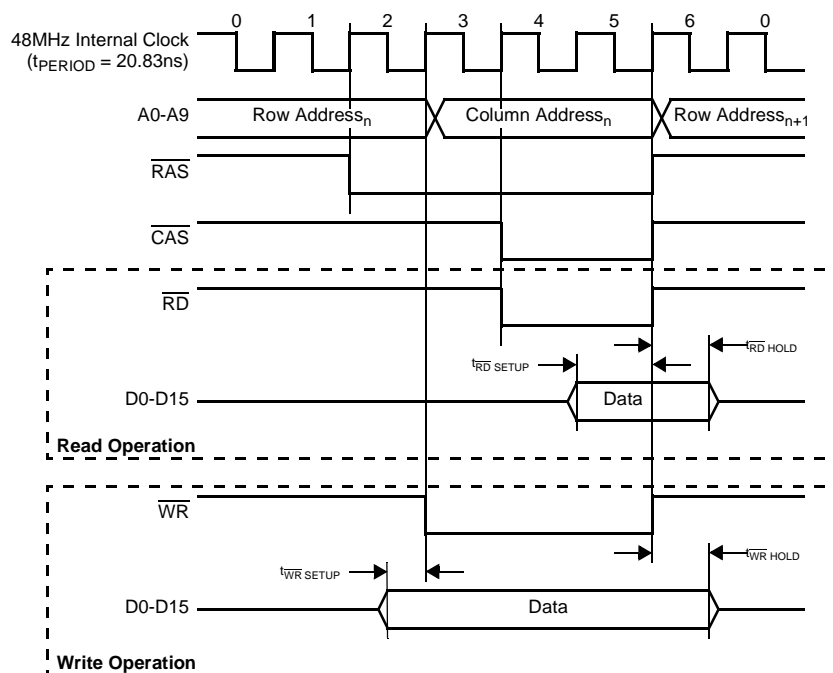 0 1 2 3 4 5 6 0
48MHz Internal Clock
(tPERIOD = 20.83ns)
A0-A9
Row Addressn
Column Addressn
Row Addressn+1
RAS
CAS
RD
tRD HOLD
tRD SETUP
D0-D15
Data
Read Operation
WR
tWR HOLD
tWR SETUP
D0-D15
Data
Write Operation